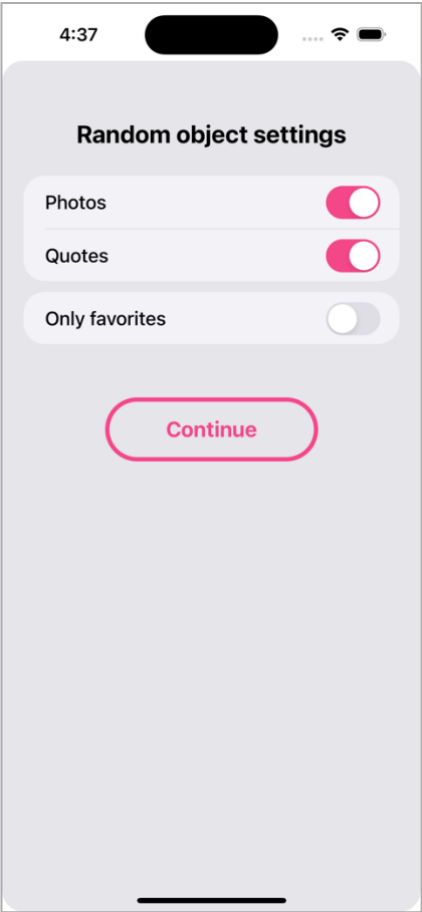 4:37
Random object settings
Photos
Quotes
Only favorites
Continue